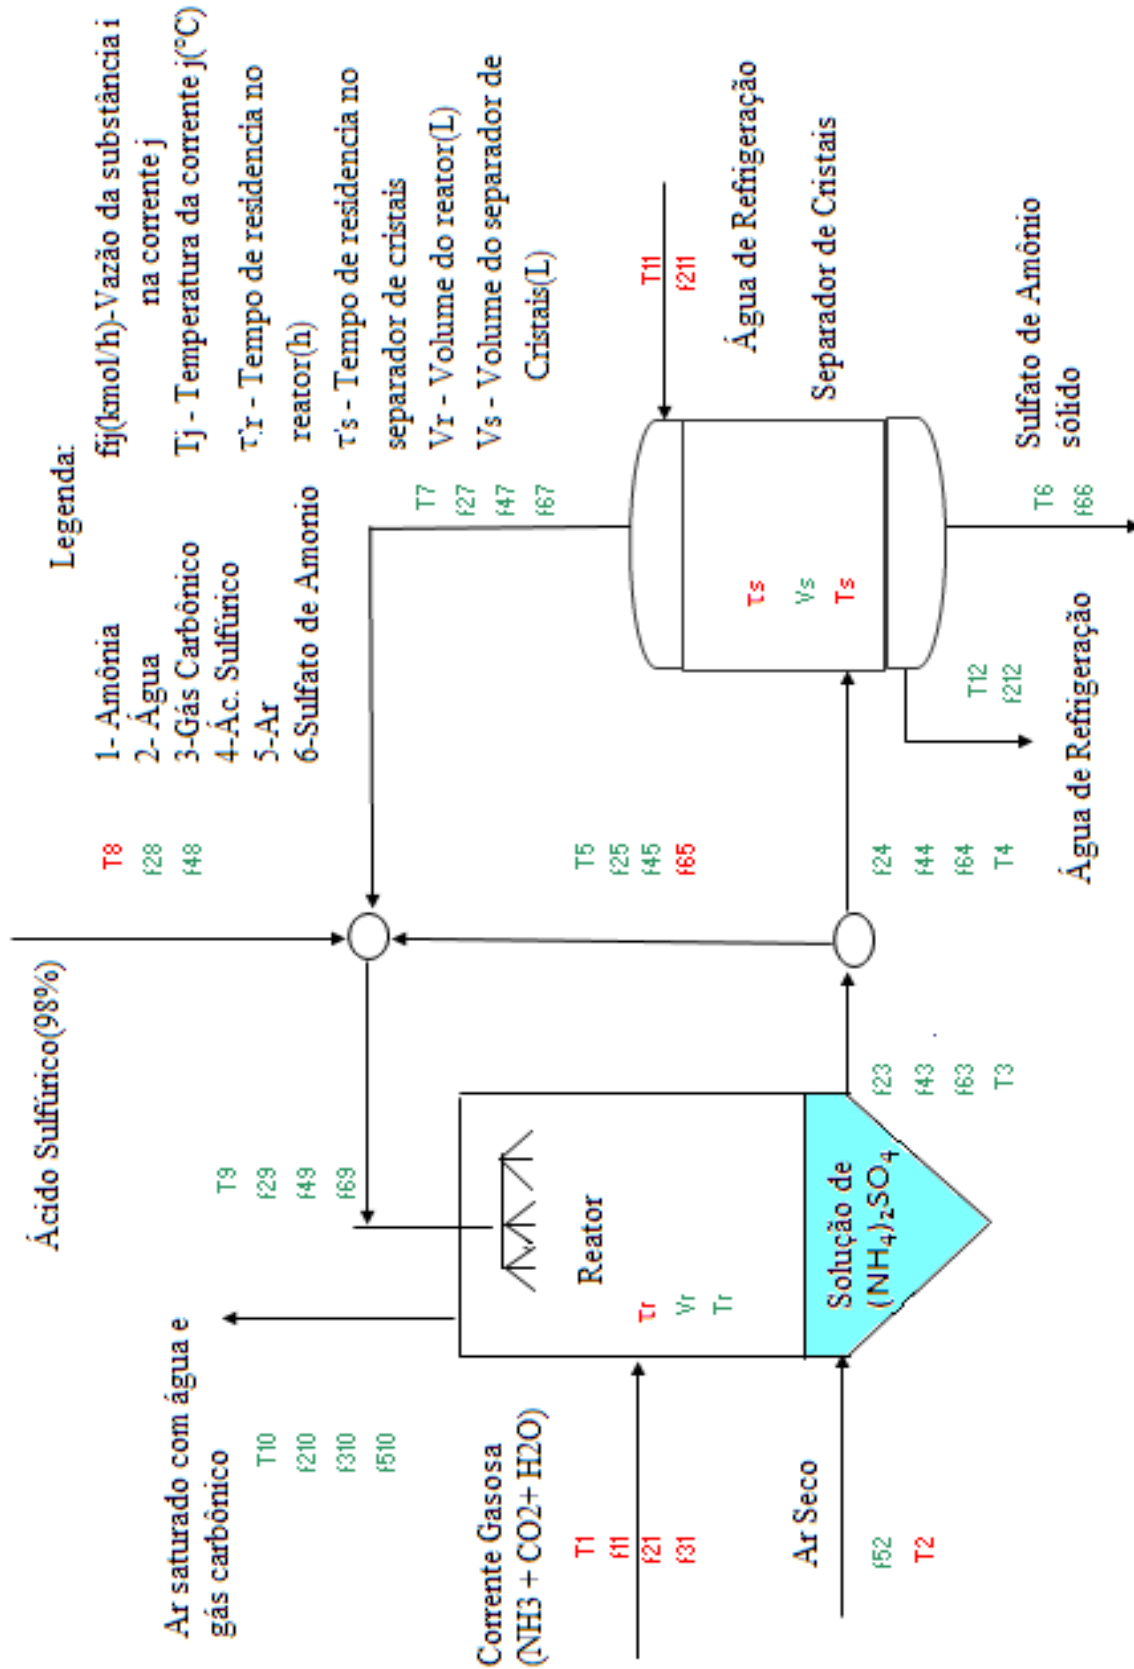 Legenda:
1- Amônia
2- Água
3-Gás Carbônico
4-Ác. Sulfúrico
5-Ar
6-Sulfato de Amonio
fij(kmol/h)-Vazão da substância i
na corrente j
Tj - Temperatura da corrente j(°C)
τr - Tempo de residencia no
reator(h)
τs - Tempo de residencia no
separador de cristais
Vr - Volume do reator(L)
Vs - Volume do separador de
Cristais(L)
Ácido Sulfúrico(98%)
T8
f28
f48
Ar saturado com água e
gás carbônico
T10
f210
f310
f510
T9
f29
f49
f69
T7
f27
f47
f67
Corrente Gasosa
(NH3 + CO2+ H2O)
T1
f11
f21
f31
Reator
τr
Vr
Tr
T5
f25
f45
f65
T11
f211
Água de Refrigeração
τs
Vs
Ts
Separador de Cristais
Ar Seco
f52
T2
Solução de
(NH4)2SO4
f23
f43
f63
T3
f24
f44
f64
T4
T12
f212
Água de Refrigeração
T6
f66
Sulfato de Amônio
sólido